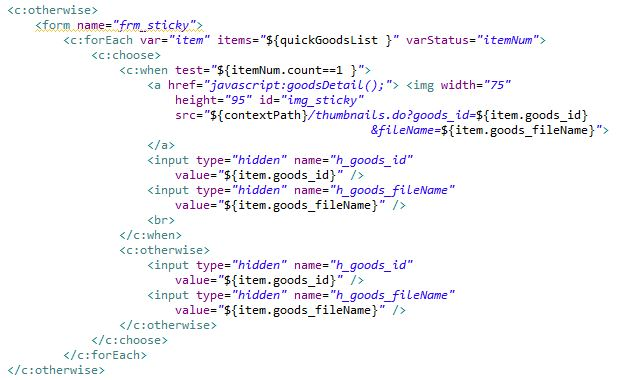 <c:otherwise>
<form name="frm_sticky">
<c:forEach var="item" items="${quickGoodsList }" varStatus="itemNum">
<c:choose>
<c:when test="${itemNum.count==1 }">
<a href="javascript:goodsDetail();"> <img width="75"
height="95" id="img_sticky"
src="${contextPath}/thumbnails.do?goods_id=${item.goods_id}
&fileName=${item.goods_fileName}">
</a>
<input type="hidden" name="h_goods_id"
value="${item.goods_id}" />
<input type="hidden" name="h_goods_fileName"
value="${item.goods_fileName}" />
<br>
</c:when>
<c:otherwise>
<input type="hidden" name="h_goods_id"
value="${item.goods_id}" />
<input type="hidden" name="h_goods_fileName"
value="${item.goods_fileName}" />
</c:otherwise>
</c:choose>
</c:forEach>
</c:otherwise>